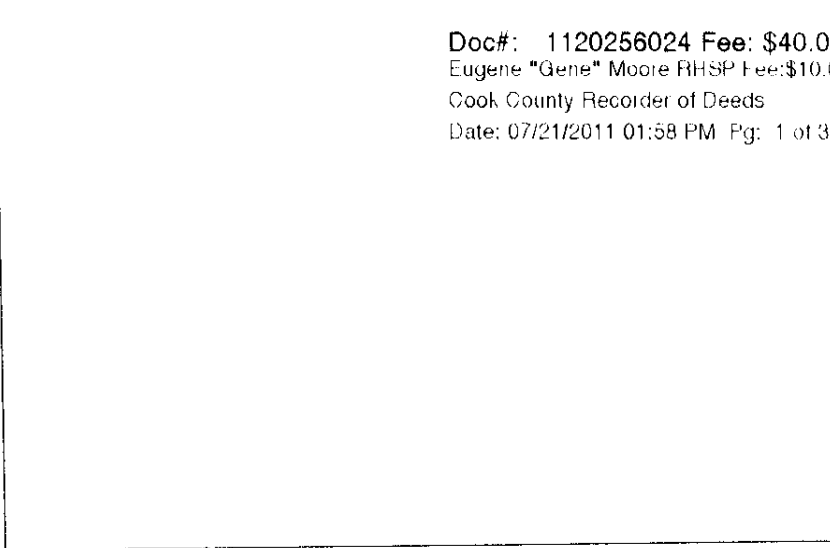 Doc#: 1120256024 Fee: $40.0
Eugene "Gene" Moore RHSP Fee:$10.
Cook County Recorder of Deeds
Date: 07/21/2011 01:58 PM Pg: 1 of 3